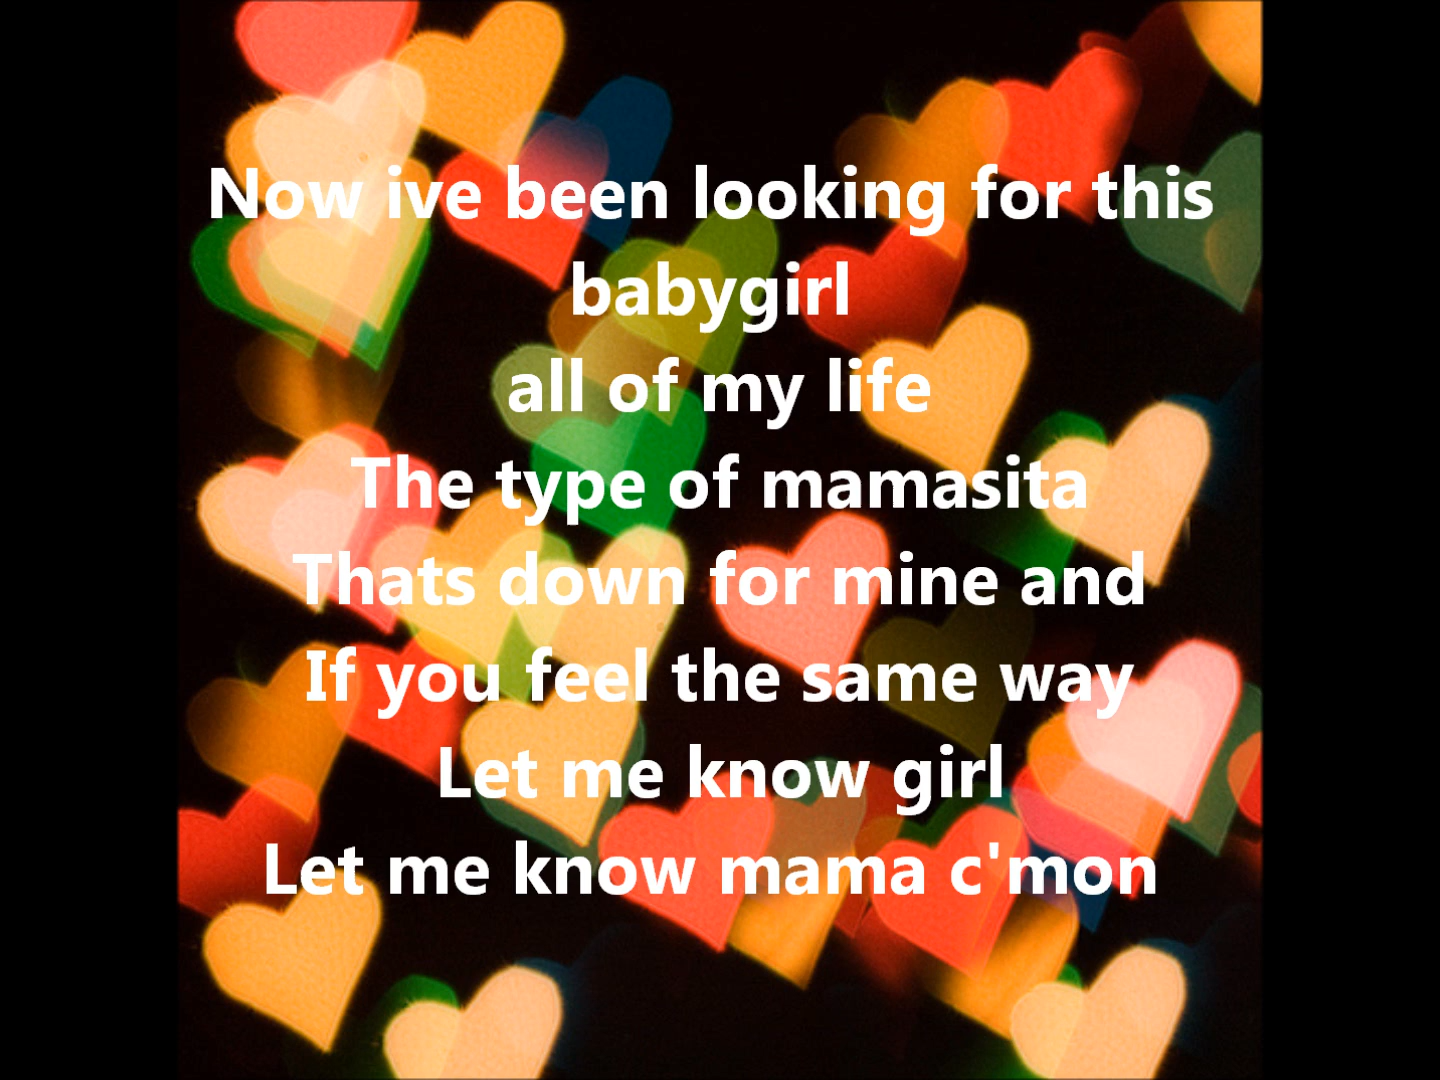 Now ive been looking for this
babygirl
all of my life
The type of mamasita
Thats down for mine and
If you feel the same way
Let me know girl
Let me know mama c'mon